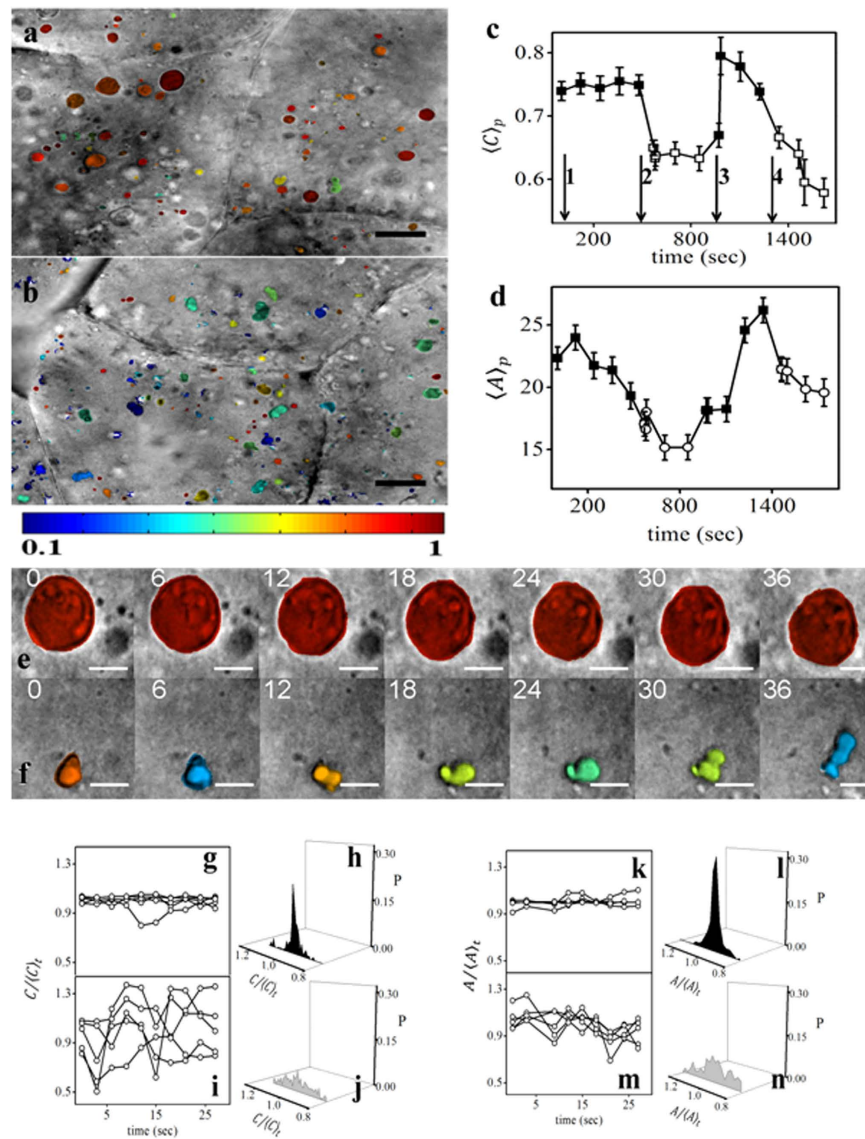 a
b
0.1 1
c
⟨C⟩p
0.8
0.7
0.6
1 2 3 4
200 800 1400
time (sec)
d
⟨A⟩p
25
20
15
200 800 1400
time (sec)
e
0 6 12 18 24 30 36
f
0 6 12 18 24 30 36
g
1.3
0.9
0.5
C/⟨C⟩t
h
0.30
0.15
0.00
P
1.2 1.0 0.8
C/⟨C⟩t
i
1.3
0.9
0.5
5 15 25
time (sec)
j
0.30
0.15
0.00
P
1.2 1.0 0.8
C/⟨C⟩t
k
1.3
0.9
0.5
A/⟨A⟩t
l
0.30
0.15
0.00
P
1.2 1.0 0.8
A/⟨A⟩t
m
1.3
0.9
0.5
5 15 25
time (sec)
n
0.30
0.15
0.00
P
1.2 1.0 0.8
A/⟨A⟩t